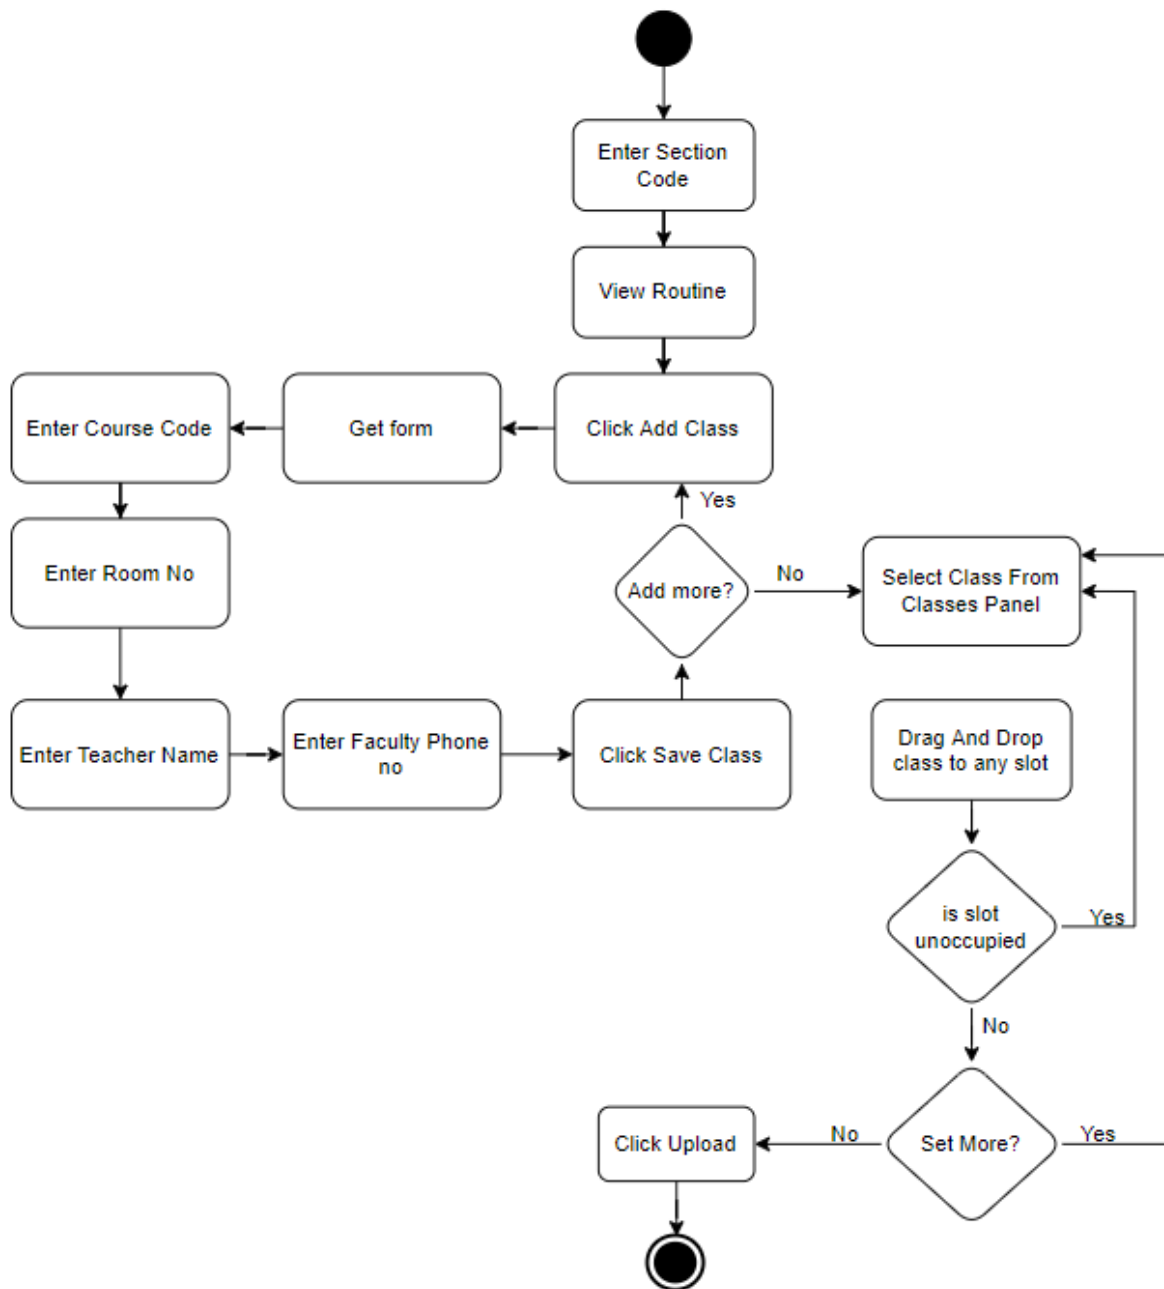 Enter Section
Code
View Routine
Enter Course Code
Get form
Click Add Class
Yes
Enter Room No
Add more?
No
Select Class From
Classes Panel
Enter Teacher Name
Enter Faculty Phone
no
Click Save Class
Drag And Drop
class to any slot
is slot
unoccupied
Yes
No
Click Upload
No
Set More?
Yes